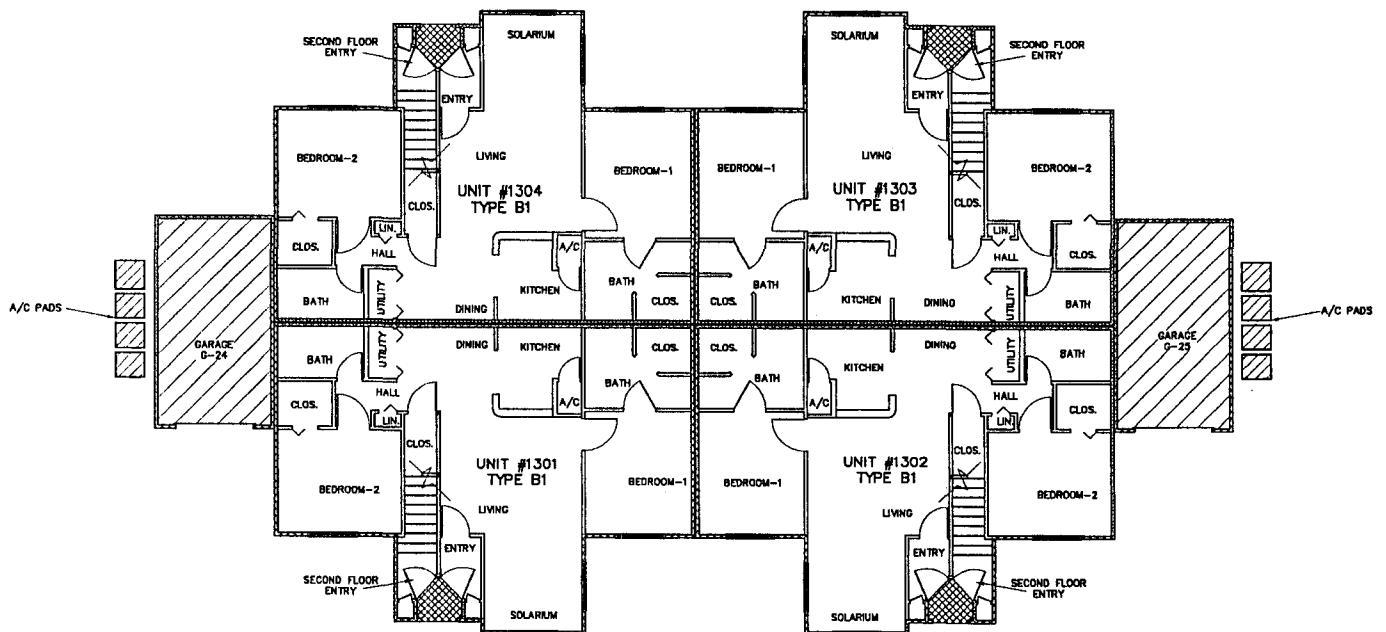 SOLARIUM
SOLARIUM
SECOND FLOOR
ENTRY
SECOND FLOOR
ENTRY
ENTRY
ENTRY
BEDROOM-2
LIVING
BEDROOM-1
BEDROOM-1
LIVING
BEDROOM-2
UNIT #1304
TYPE B1
UNIT #1303
TYPE B1
CLOS.
CLOS.
LIN.
LIN.
CLOS.
HALL
A/C
A/C
HALL
CLOS.
BATH
UTILITY
DINING
KITCHEN
BATH
CLOS.
CLOS.
BATH
KITCHEN
DINING
UTILITY
BATH
A/C PADS
GARAGE
G-24
GARAGE
G-25
A/C PADS
BATH
UTILITY
DINING
KITCHEN
BATH
CLOS.
CLOS.
BATH
KITCHEN
DINING
UTILITY
BATH
CLOS.
HALL
A/C
A/C
HALL
CLOS.
LIN.
LIN.
CLOS.
CLOS.
UNIT #1301
TYPE B1
UNIT #1302
TYPE B1
BEDROOM-2
LIVING
BEDROOM-1
BEDROOM-1
LIVING
BEDROOM-2
ENTRY
ENTRY
SECOND FLOOR
ENTRY
SECOND FLOOR
ENTRY
SOLARIUM
SOLARIUM